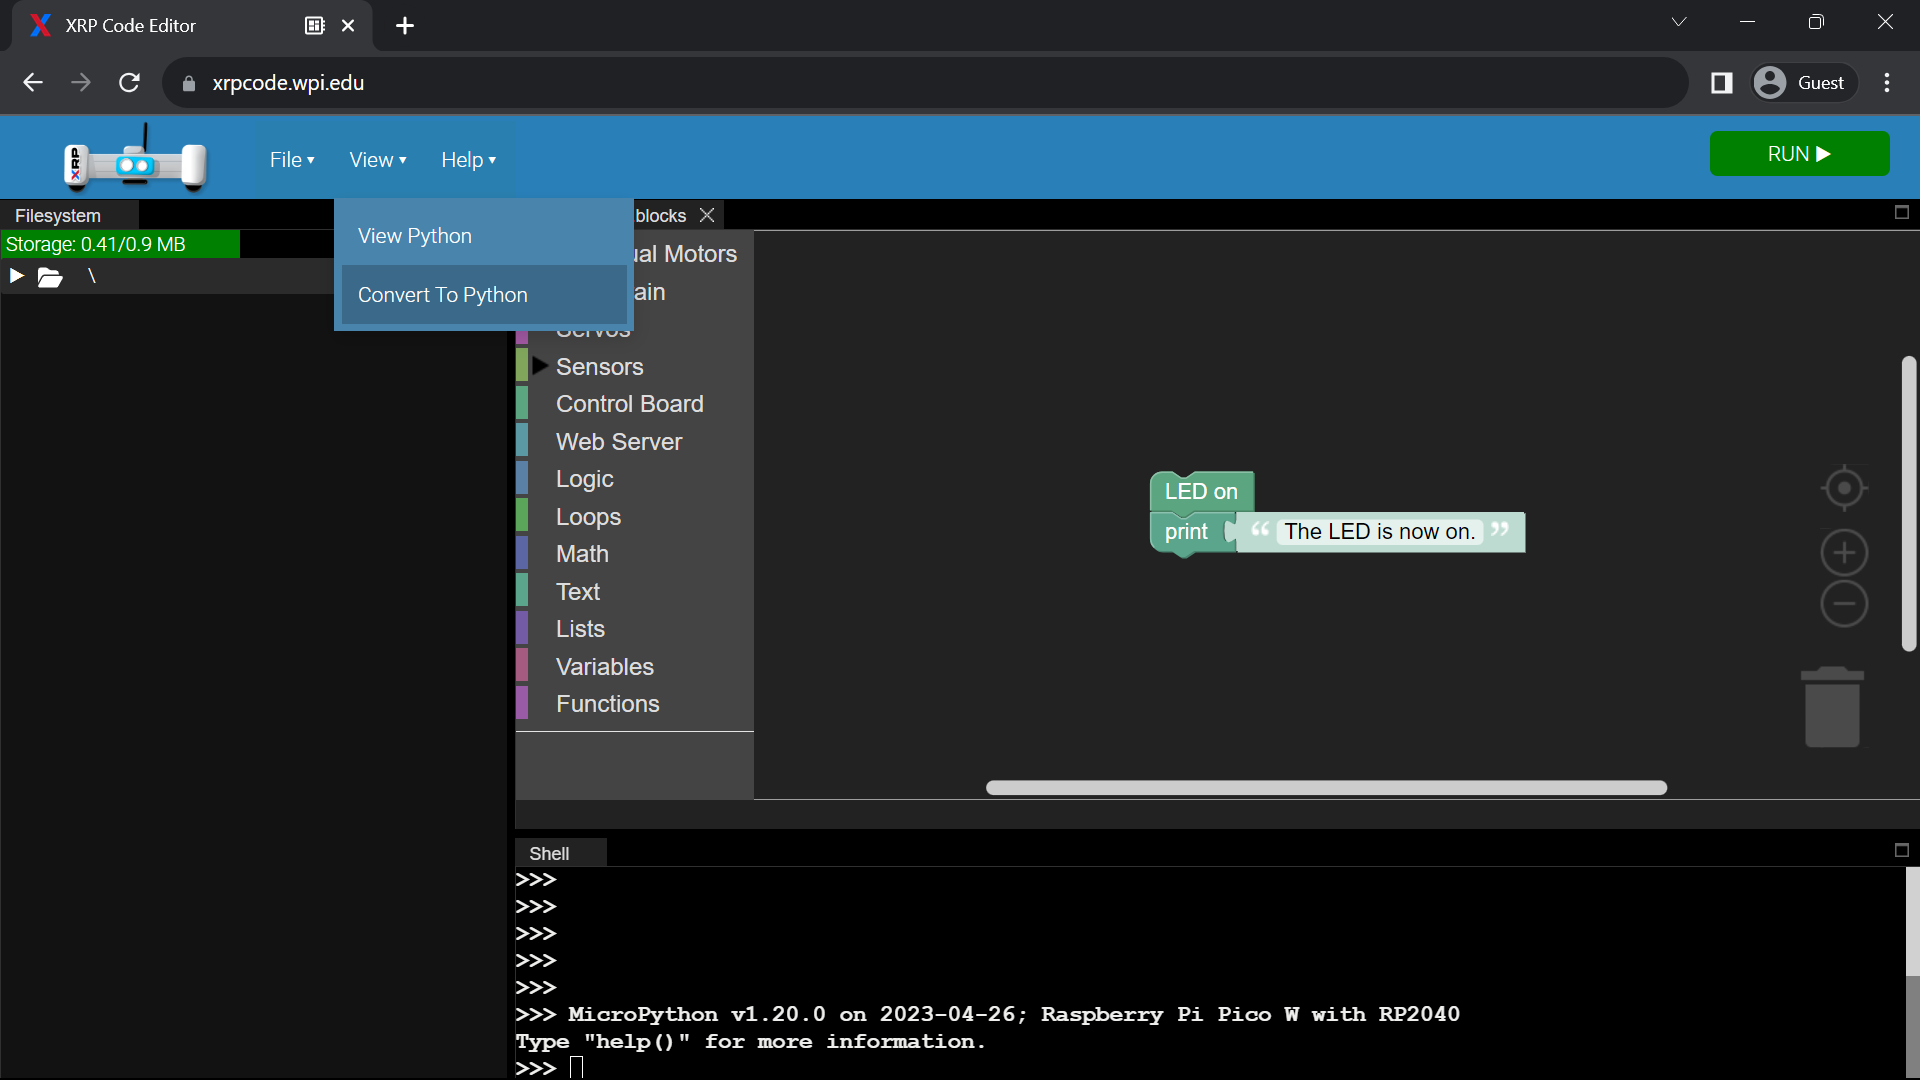 XRP Code Editor
xrpcode.wpi.edu
Guest
XRP
File ▾ View ▾ Help ▾
RUN ▶
Filesystem
blocks
Storage: 0.41/0.9 MB
\
View Python
Convert To Python
ual Motors
ain
Servos
Sensors
Control Board
Web Server
Logic
Loops
Math
Text
Lists
Variables
Functions
LED on
print “ The LED is now on. ”
Shell
>>>
>>>
>>>
>>>
>>>
>>> MicroPython v1.20.0 on 2023-04-26; Raspberry Pi Pico W with RP2040
Type "help()" for more information.
>>>